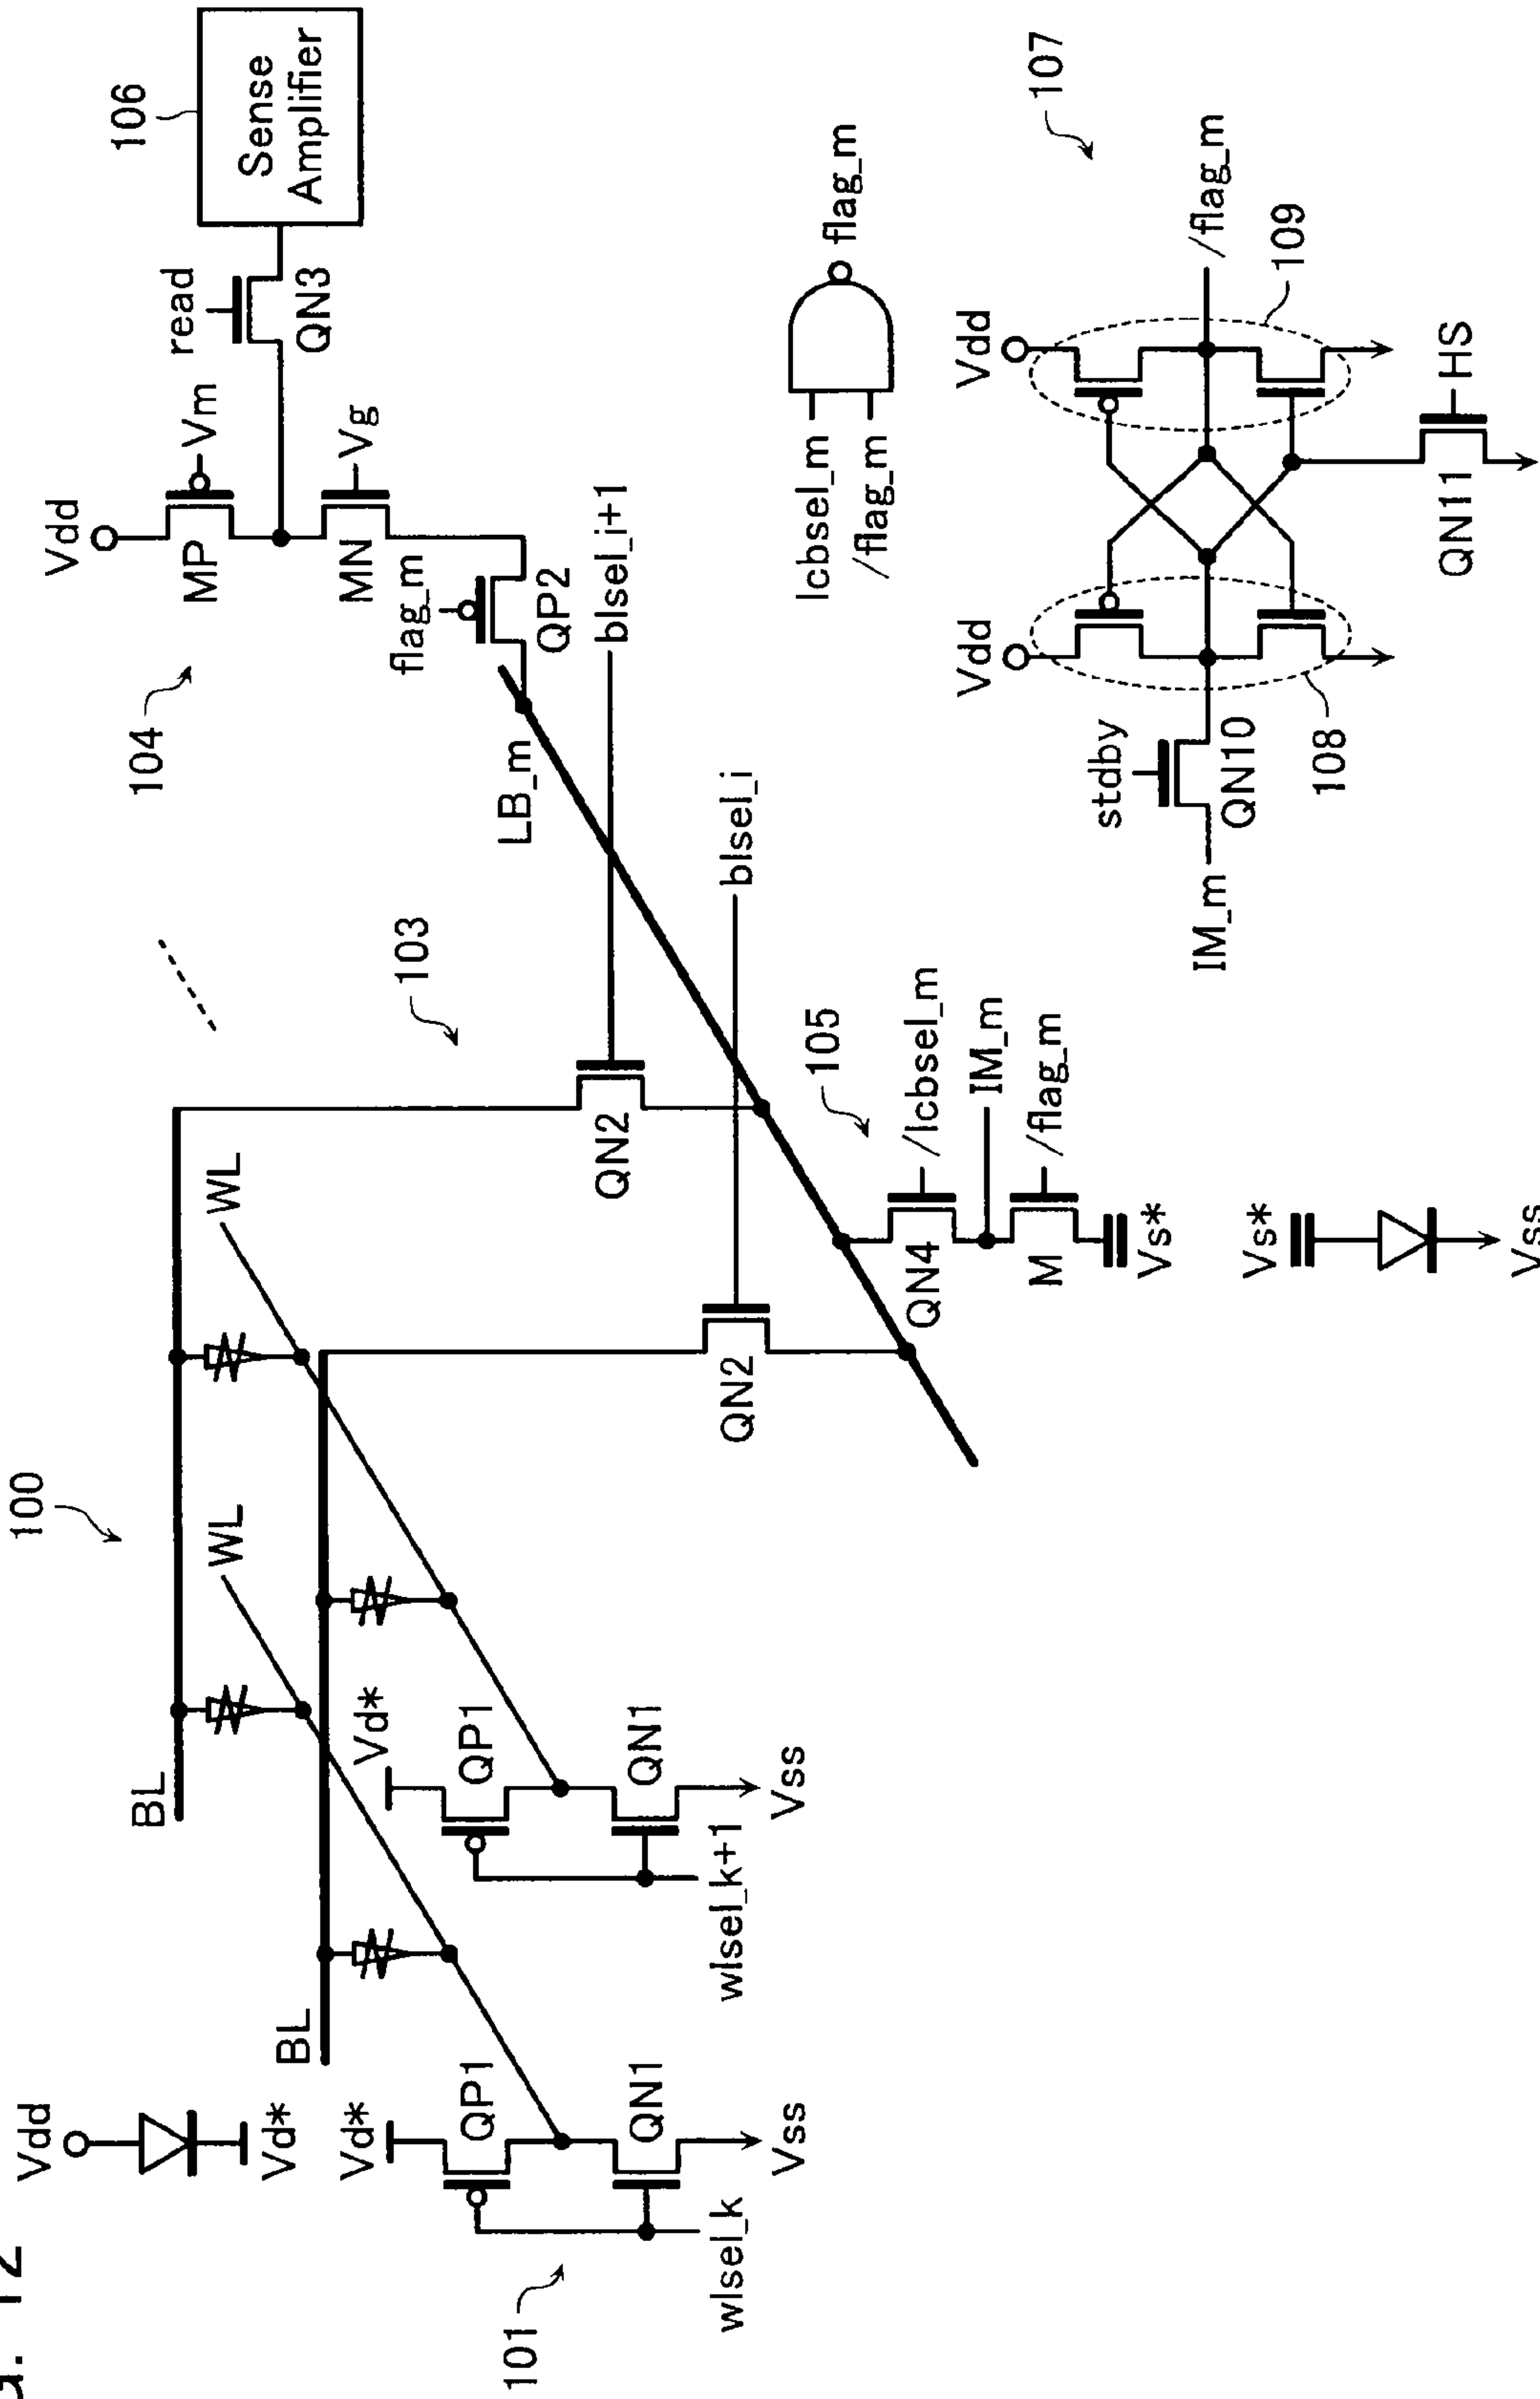 12
Vdd
Vd*
101
Vd*
QP1
QN1
wlsel_k
Vss
Vd*
QP1
QN1
wlsel_k+1
Vss
BL
BL
100
WL
WL
103
QN2
blsel_i+1
QN2
blsel_i
LB_m
104
Vdd
MP
Vm
MN
Vg
flag_m
QP2
read
QN3
106
Sense
Amplifier
105
QN4
/lcbsel_m
IM_m
M
/flag_m
Vs*
Vs*
Vss
lcbsel_m
/flag_m
flag_m
107
Vdd
Vdd
stdby
IM_m
QN10
108
109
/flag_m
QN11
HS